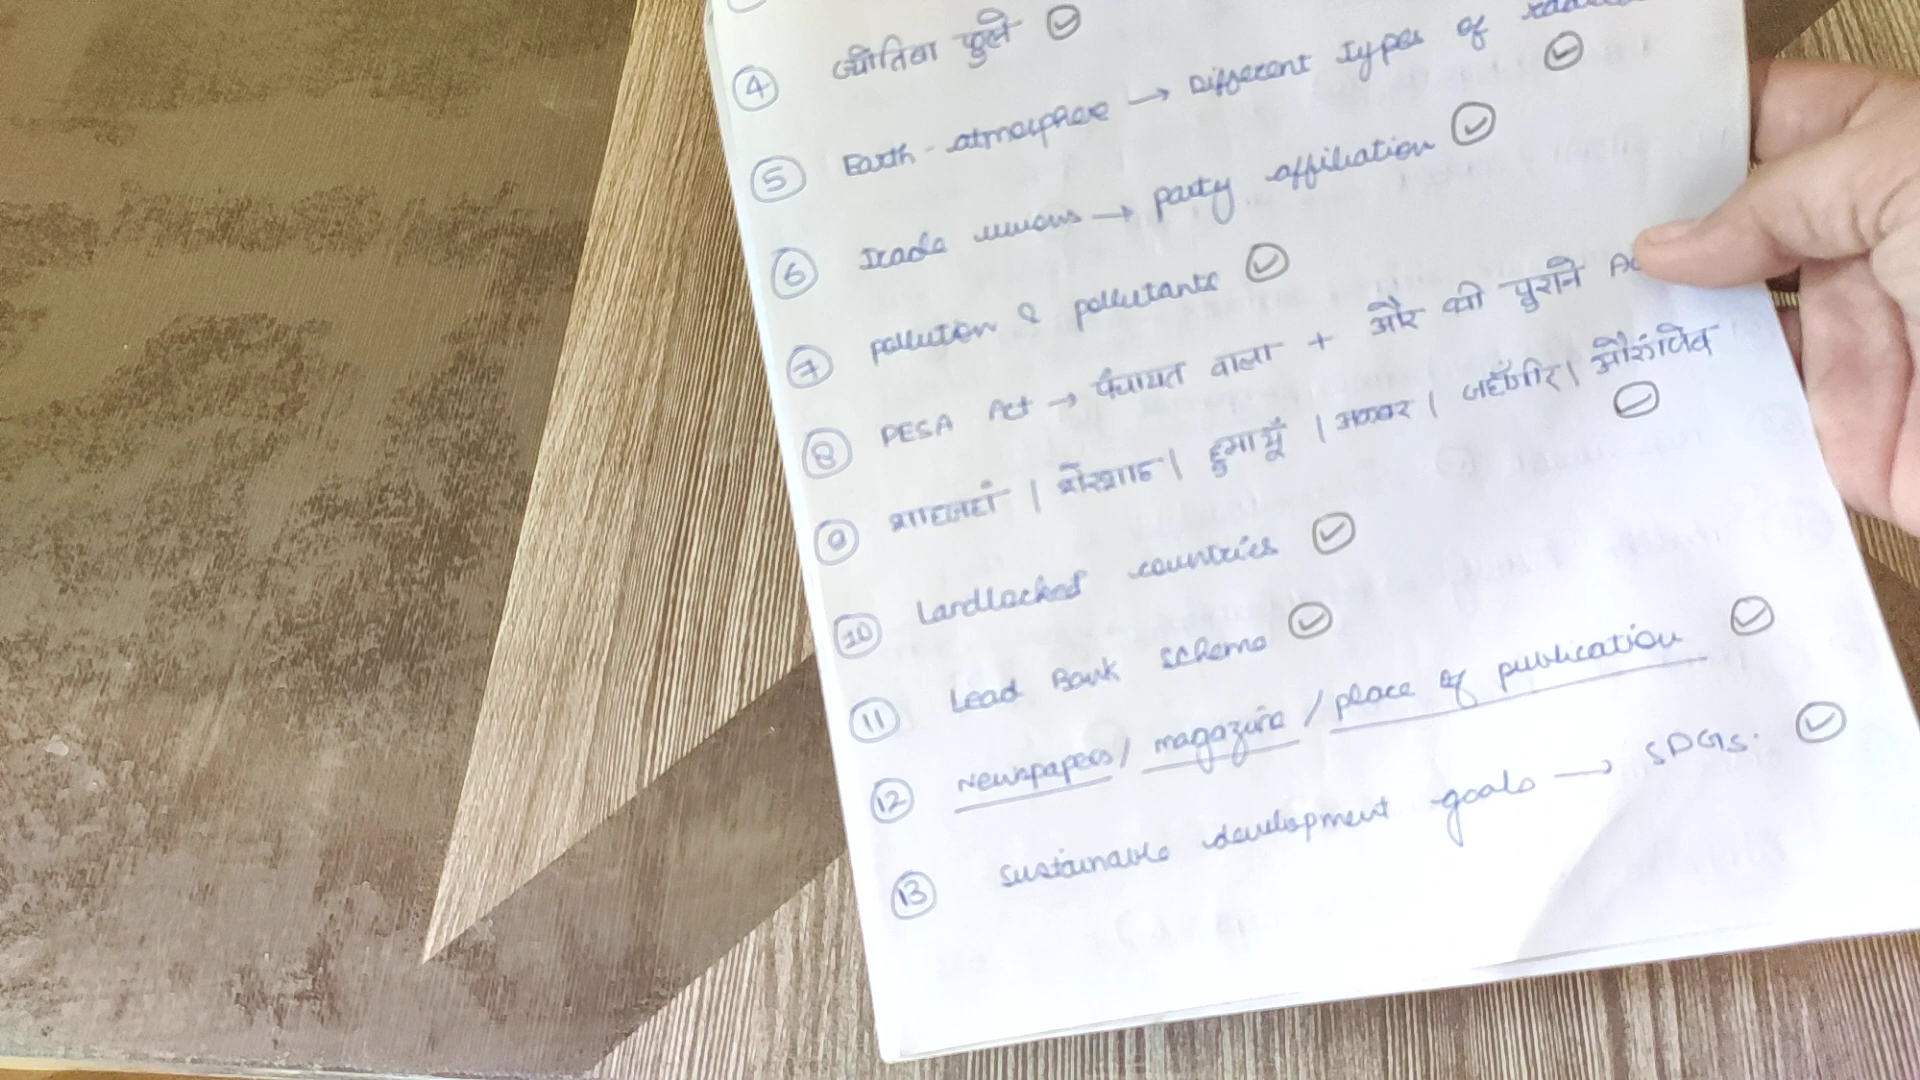 ④ ज्योतिबा फुले
⑤ Earth-atmosphere → Different Types of
⑥ Trade unions → party affiliation
⑦ pollution & pollutants
⑧ PESA Act → पंचायत वाला + और भी पुराने
⑨ शाहजहां | शेरशाह | हुमायूँ | अकबर | जहाँगीर | औरंगजेब
⑩ Landlocked countries
⑪ Lead Bank scheme
⑫ Newspapers/ magazine / place of publication
⑬ Sustainable development goals → SDGs.